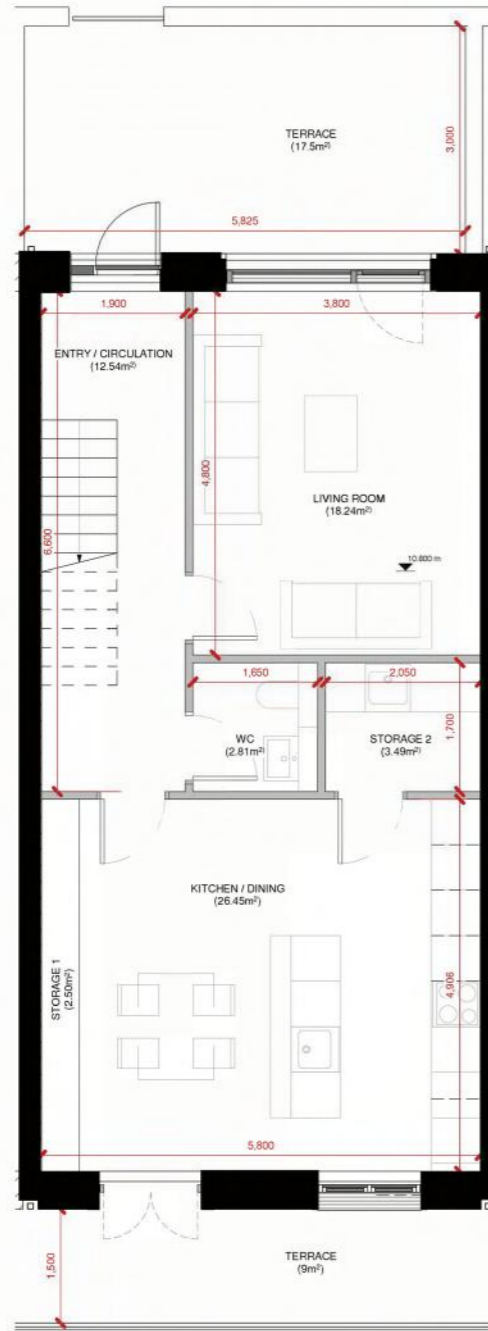 TERRACE
(17.5m²)
3,000
5,825
1,900
3,800
ENTRY / CIRCULATION
(12.54m²)
4,800
LIVING ROOM
(18.24m²)
6,600
10.800 m
1,650
2,050
WC
(2.81m²)
STORAGE 2
(3.49m²)
1,700
KITCHEN / DINING
(26.45m²)
STORAGE 1
(2.50m²)
4,906
5,800
1,500
TERRACE
(9m²)